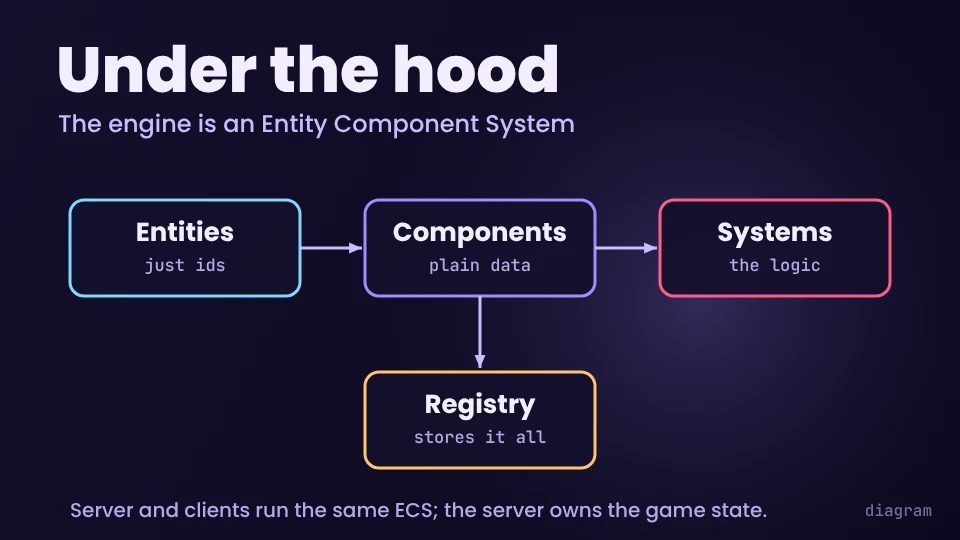 Under the hood
The engine is an Entity Component System
Entities
just ids
Components
plain data
Systems
the logic
Registry
stores it all
Server and clients run the same ECS; the server owns the game state.
diagram